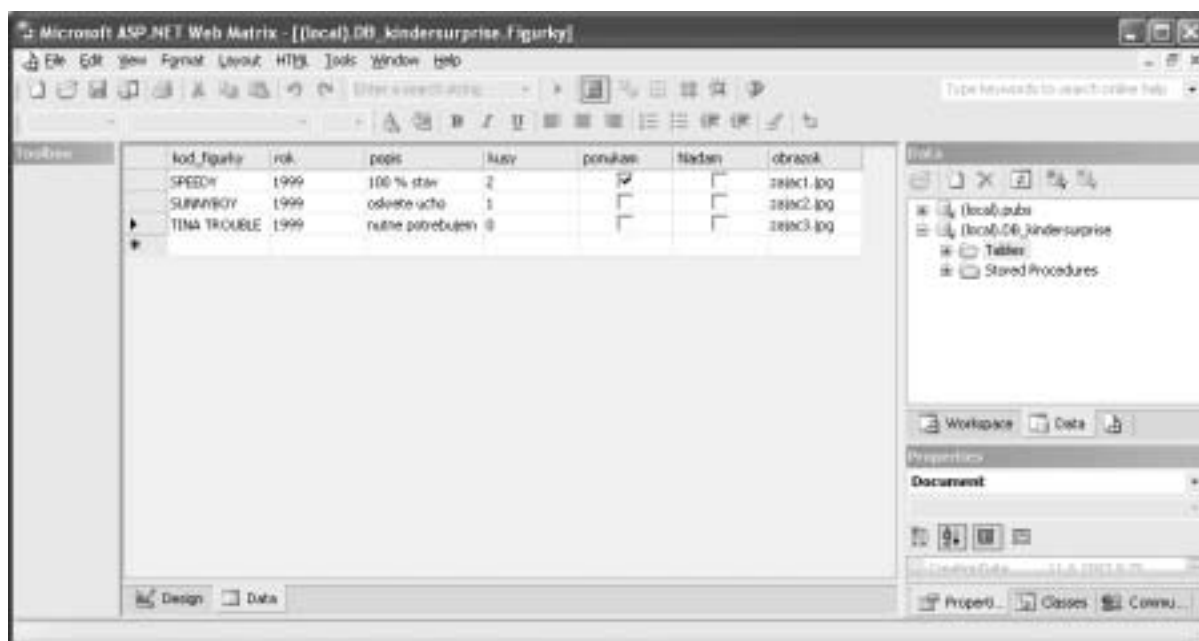 Microsoft ASP.NET Web Matrix - [(local).DB_kindersurprise.Figurky]
File Edit View Format Layout HTML Tools Window Help
Type keywords to search online help
B I U
Toolbox
kod_figurky rok popis kusy ponukam hladam obrazok
SPEEDY 1999 100 % stav 2 zajac1.jpg
SUNNYBOY 1999 1 zajac2.jpg
TINA TROUBLE 1999 nutne potrebujem 0 zajac3.jpg
Data
(local).pubs
(local).DB_kindersurprise
Tables
Stored Procedures
Workspace Data
Properties
Document
Design Data
Properti... Classes Commu...